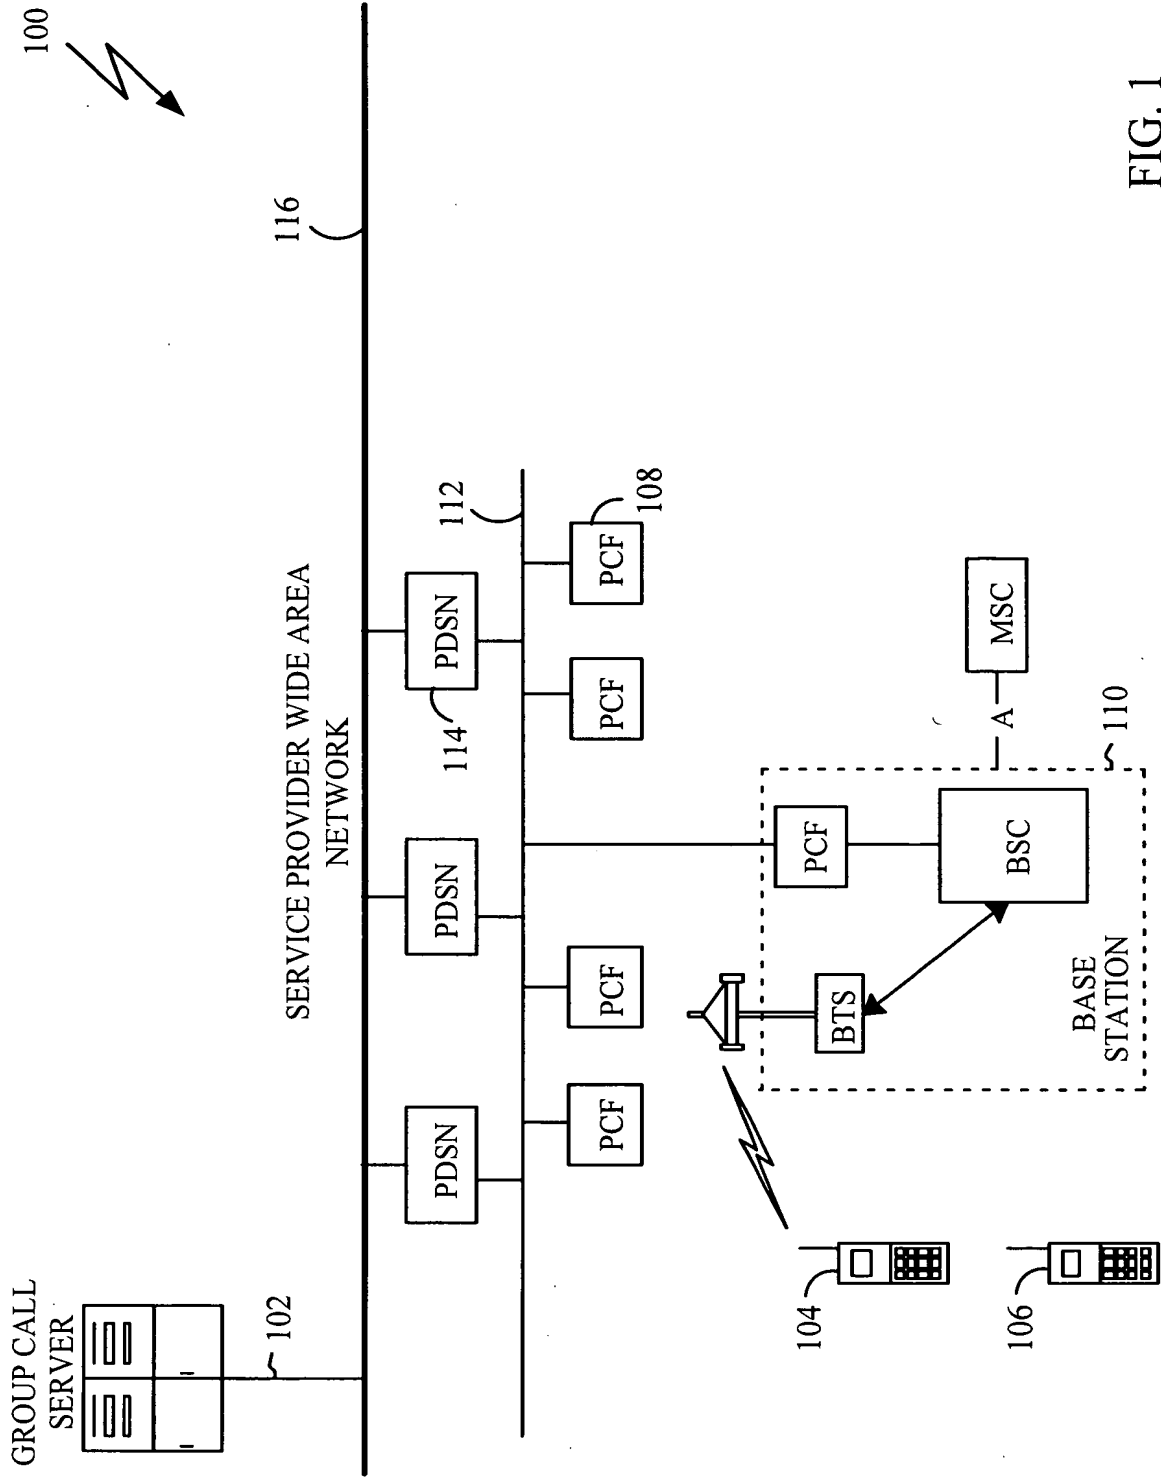 100
GROUP CALL
SERVER
102
116
SERVICE PROVIDER WIDE AREA
NETWORK
PDSN
PDSN
PDSN
114
112
PCF
PCF
PCF
PCF
108
104
106
BTS
PCF
BSC
BASE
STATION
A
MSC
110
FIG. 1